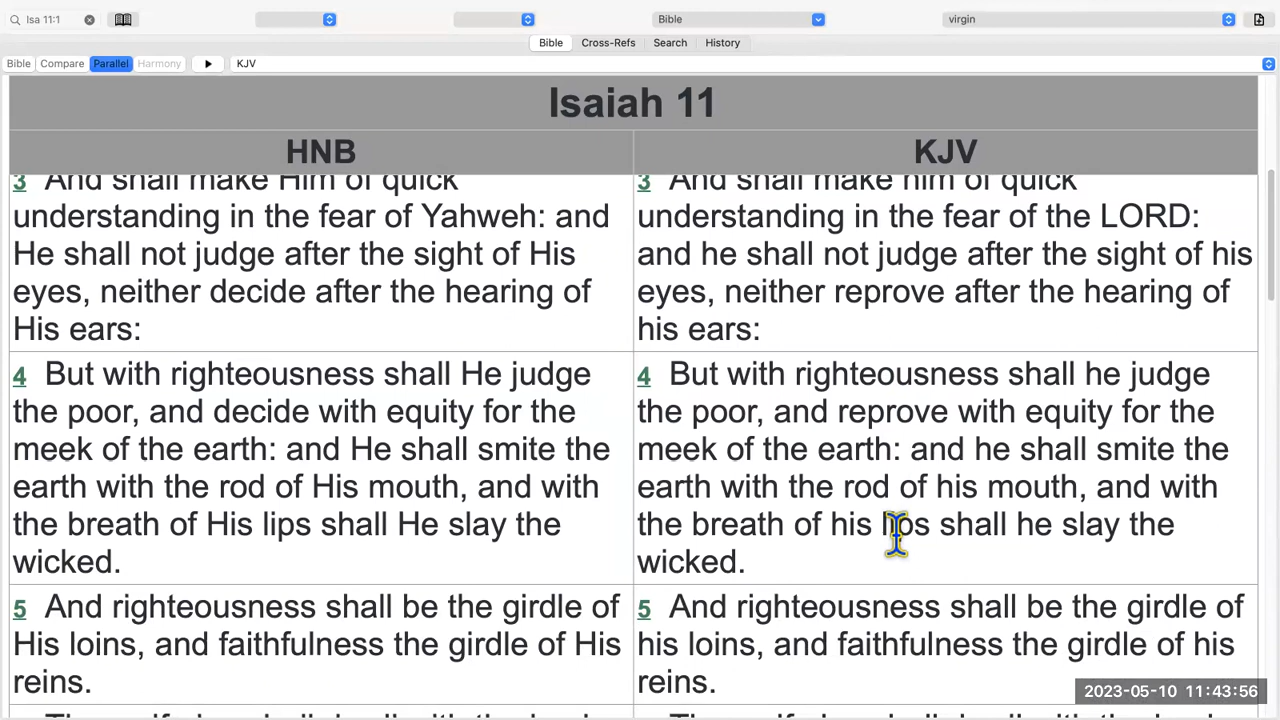 Isa 11:1
Bible
virgin
Bible Cross-Refs Search History
Bible Compare Parallel Harmony KJV
Isaiah 11
HNB
3 And shall make Him of quick
understanding in the fear of Yahweh: and
He shall not judge after the sight of His
eyes, neither decide after the hearing of
His ears:
4 But with righteousness shall He judge
the poor, and decide with equity for the
meek of the earth: and He shall smite the
earth with the rod of His mouth, and with
the breath of His lips shall He slay the
wicked.
5 And righteousness shall be the girdle of
His loins, and faithfulness the girdle of His
reins.
KJV
3 And shall make him of quick
understanding in the fear of the LORD:
and he shall not judge after the sight of his
eyes, neither reprove after the hearing of
his ears:
4 But with righteousness shall he judge
the poor, and reprove with equity for the
meek of the earth: and he shall smite the
earth with the rod of his mouth, and with
the breath of his lips shall he slay the
wicked.
5 And righteousness shall be the girdle of
his loins, and faithfulness the girdle of his
reins.
2023-05-10 11:43:56